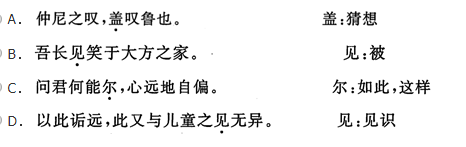 A. 仲尼之叹,盖叹鲁也。 盖:猜想
B. 吾长见笑于大方之家。 见:被
C. 问君何能尔,心远地自偏。 尔:如此,这样
D. 以此诟远,此又与儿童之见无异。 见:见识